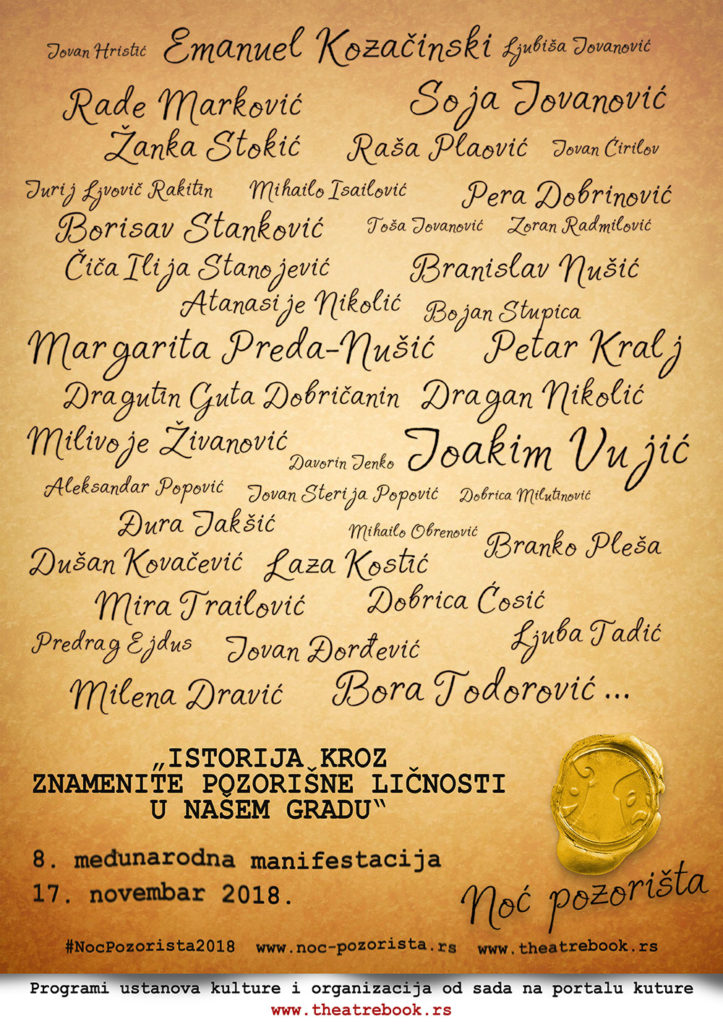 Jovan Hristić Emanuel Kozačinski Ljubiša Jovanović
Rade Marković Soja Jovanović
Žanka Stokić Raša Plaović Jovan Ćirilov
Jurij Ljvovič Rakitin Mihailo Isailović Pera Dobrinović
Borisav Stanković Toša Jovanović Zoran Radmilović
Čiča Ilija Stanojević Branislav Nušić
Atanasije Nikolić Bojan Stupica
Margarita Preda-Nušić Petar Kralj
Dragutin Guta Dobričanin Dragan Nikolić
Milivoje Živanović Davorin Jenko Joakim Vujić
Aleksandar Popović Jovan Sterija Popović Dobrica Milutinović
Đura Jakšić Mihailo Obrenović Branko Pleša
Dušan Kovačević Laza Kostić
Mira Trailović Dobrica Ćosić
Predrag Ejdus Jovan Đorđević Ljuba Tadić
Milena Dravić Bora Todorović ...
„ISTORIJA KROZ
ZNAMENITE POZORIŠNE LIČNOSTI
U NAŠEM GRADU“
8. međunarodna manifestacija
17. novembar 2018.
Noć pozorišta
#NocPozorista2018 www.noc-pozorista.rs www.theatrebook.rs
Programi ustanova kulture i organizacija od sada na portalu kuture
www.theatrebook.rs